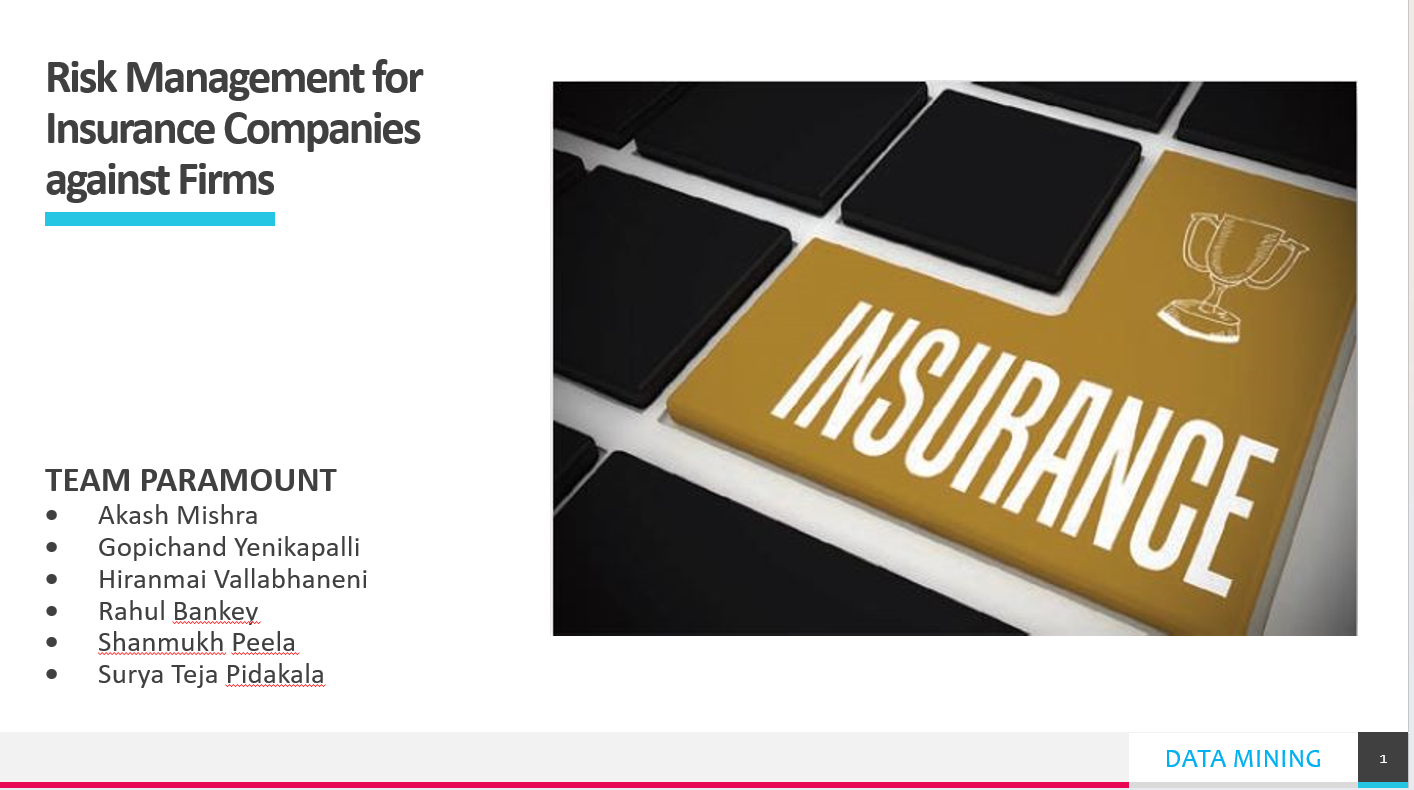 Risk Management for
Insurance Companies
against Firms
INSURANCE
TEAM PARAMOUNT
• Akash Mishra
• Gopichand Yenikapalli
• Hiranmai Vallabhaneni
• Rahul Bankey
• Shanmukh Peela
• Surya Teja Pidakala
DATA MINING
1